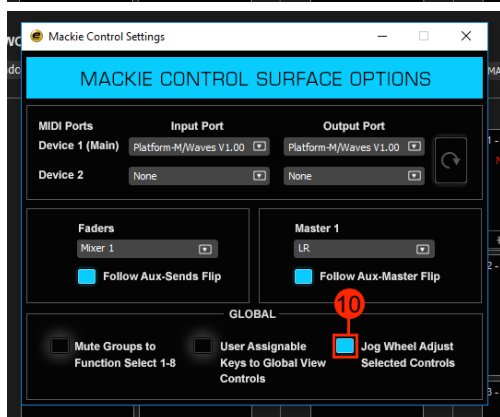 Mackie Control Settings
MACKIE CONTROL SURFACE OPTIONS
MIDI Ports Input Port Output Port
Device 1 (Main) Platform-M/Waves V1.00 Platform-M/Waves V1.00
Device 2 None None
Faders Master 1
Mixer 1 LR
Follow Aux-Sends Flip Follow Aux-Master Flip
10
GLOBAL
Mute Groups to User Assignable Jog Wheel Adjust
Function Select 1-8 Keys to Global View Selected Controls
Controls